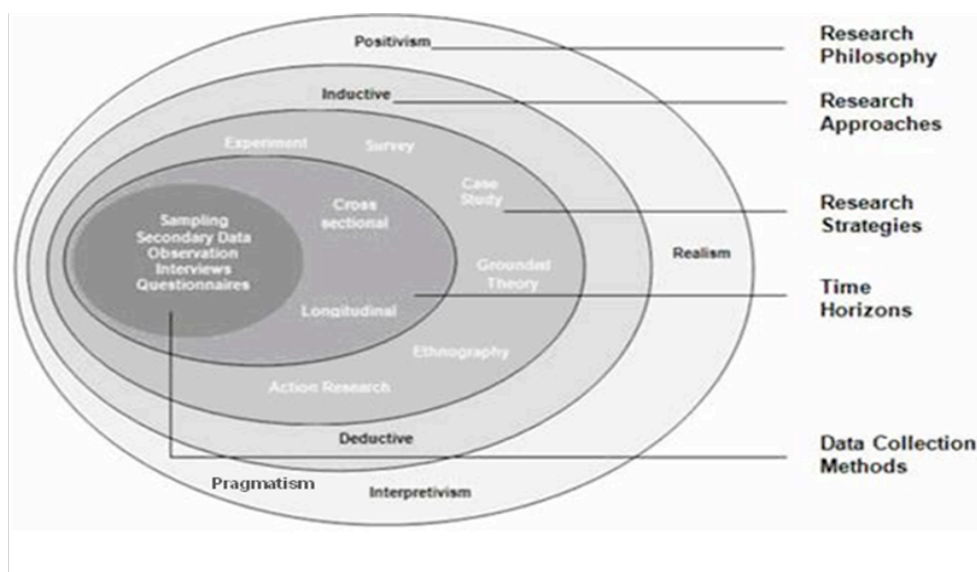 Positivism
Research
Philosophy
Inductive
Research
Approaches
Experiment
Survey
Case
Study
Research
Strategies
Cross
sectional
Sampling
Secondary Data
Observation
Interviews
Questionnaires
Realism
Grounded
Theory
Time
Horizons
Longitudinal
Ethnography
Action Research
Deductive
Data Collection
Methods
Pragmatism
Interpretivism